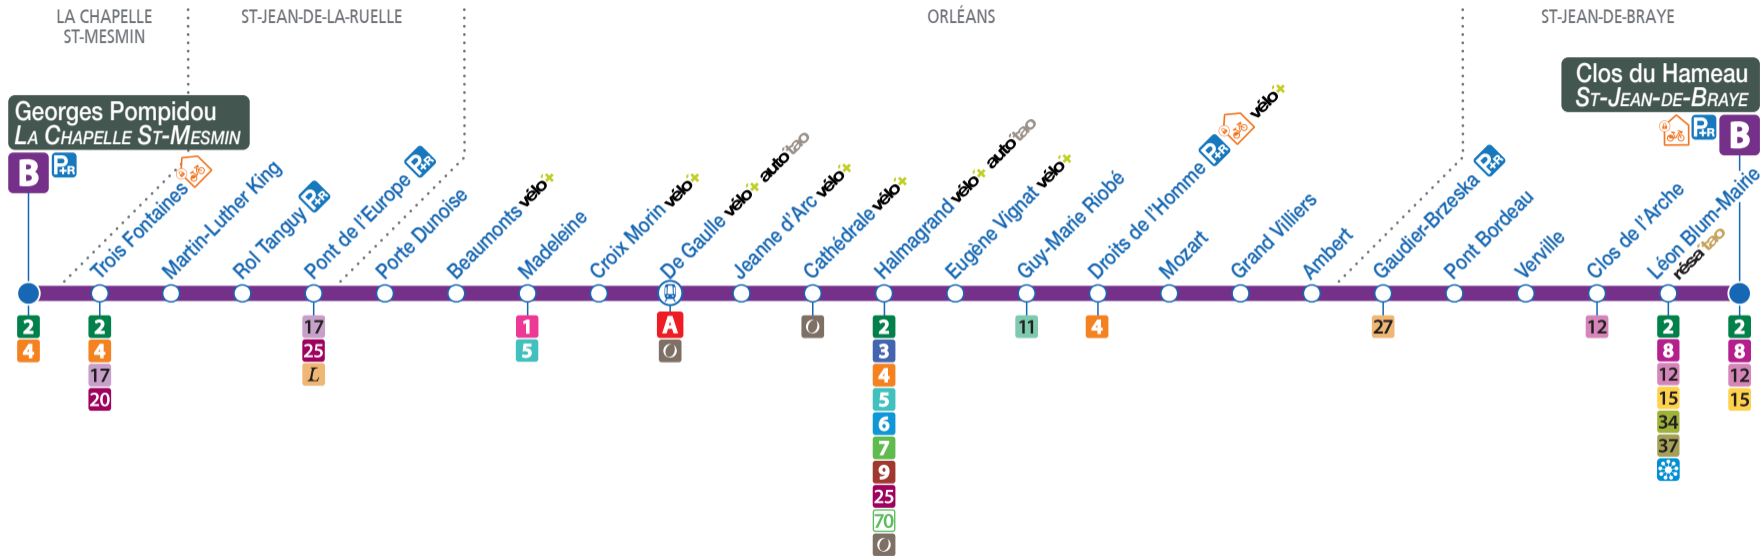 LA CHAPELLE
ST-MESMIN
ST-JEAN-DE-LA-RUELLE
ORLÉANS
ST-JEAN-DE-BRAYE
Georges Pompidou
LA CHAPELLE ST-MESMIN
B P+R
Clos du Hameau
ST-JEAN-DE-BRAYE
P+R B
Trois Fontaines
Martin-Luther King
Rol Tanguy P+R
Pont de l'Europe P+R
Porte Dunoise
Beaumonts vélo+
Madeleine
Croix Morin vélo+
De Gaulle vélo+ auto'tao
Jeanne d'Arc vélo+
Cathédrale vélo+
Halmagrand vélo+ auto'tao
Eugène Vignat vélo+
Guy-Marie Riobé
Droits de l'Homme P+R vélo+
Mozart
Grand Villiers
Ambert
Gaudier-Brzeska P+R
Pont Bordeau
Verville
Clos de l'Arche
Léon Blum-Mairie
résa'tao
2
4
2
4
17
20
17
25
L
1
5
A
O
O
2
3
4
5
6
7
9
25
70
O
11
4
27
12
2
8
12
15
34
37
2
8
12
15